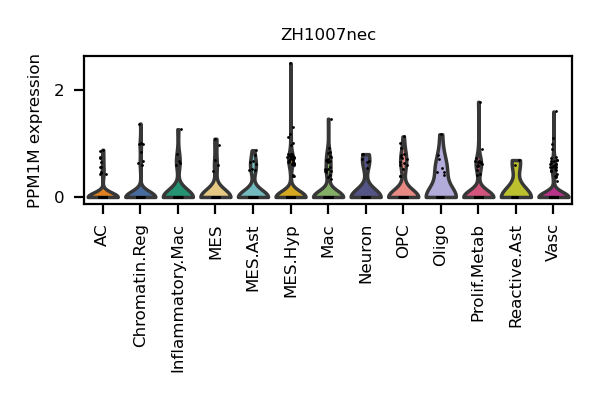 ZH1007nec
PPM1M expression
2
0
AC
Chromatin.Reg
Inflammatory.Mac
MES
MES.Ast
MES.Hyp
Mac
Neuron
OPC
Oligo
Prolif.Metab
Reactive.Ast
Vasc